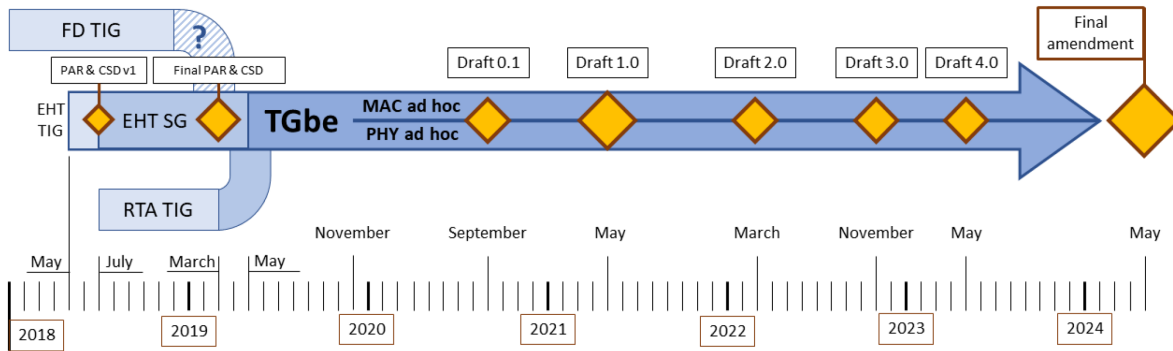 FD TIG
?
Final
amendment
PAR & CSD v1
Final PAR & CSD
Draft 0.1
Draft 1.0
Draft 2.0
Draft 3.0
Draft 4.0
EHT
TIG
EHT SG
TGbe
MAC ad hoc
PHY ad hoc
RTA TIG
November
September
May
March
November
May
May
May
July
March
May
2018
2019
2020
2021
2022
2023
2024